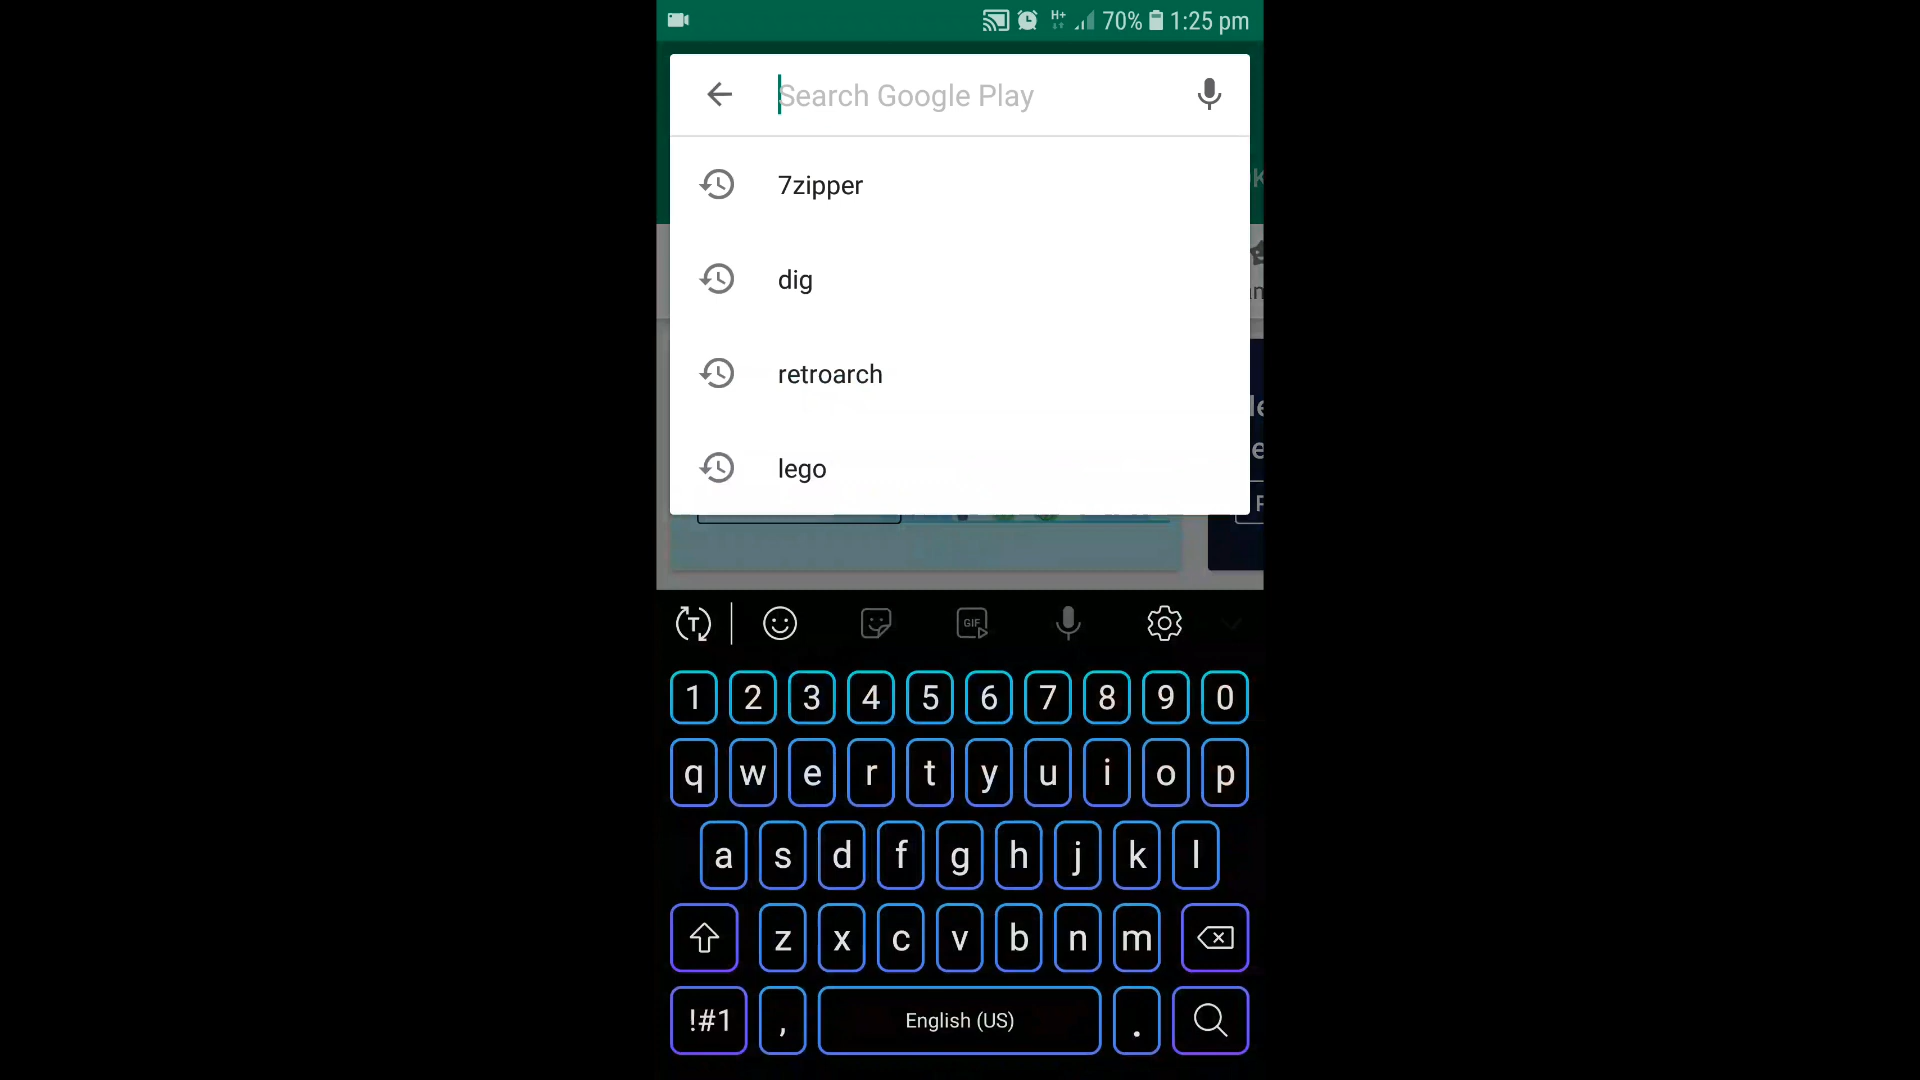 H+ 70% 1:25 pm
Search Google Play
7zipper
dig
retroarch
lego
T GIF
1 2 3 4 5 6 7 8 9 0
q w e r t y u i o p
a s d f g h j k l
z x c v b n m
!#1 , English (US) .